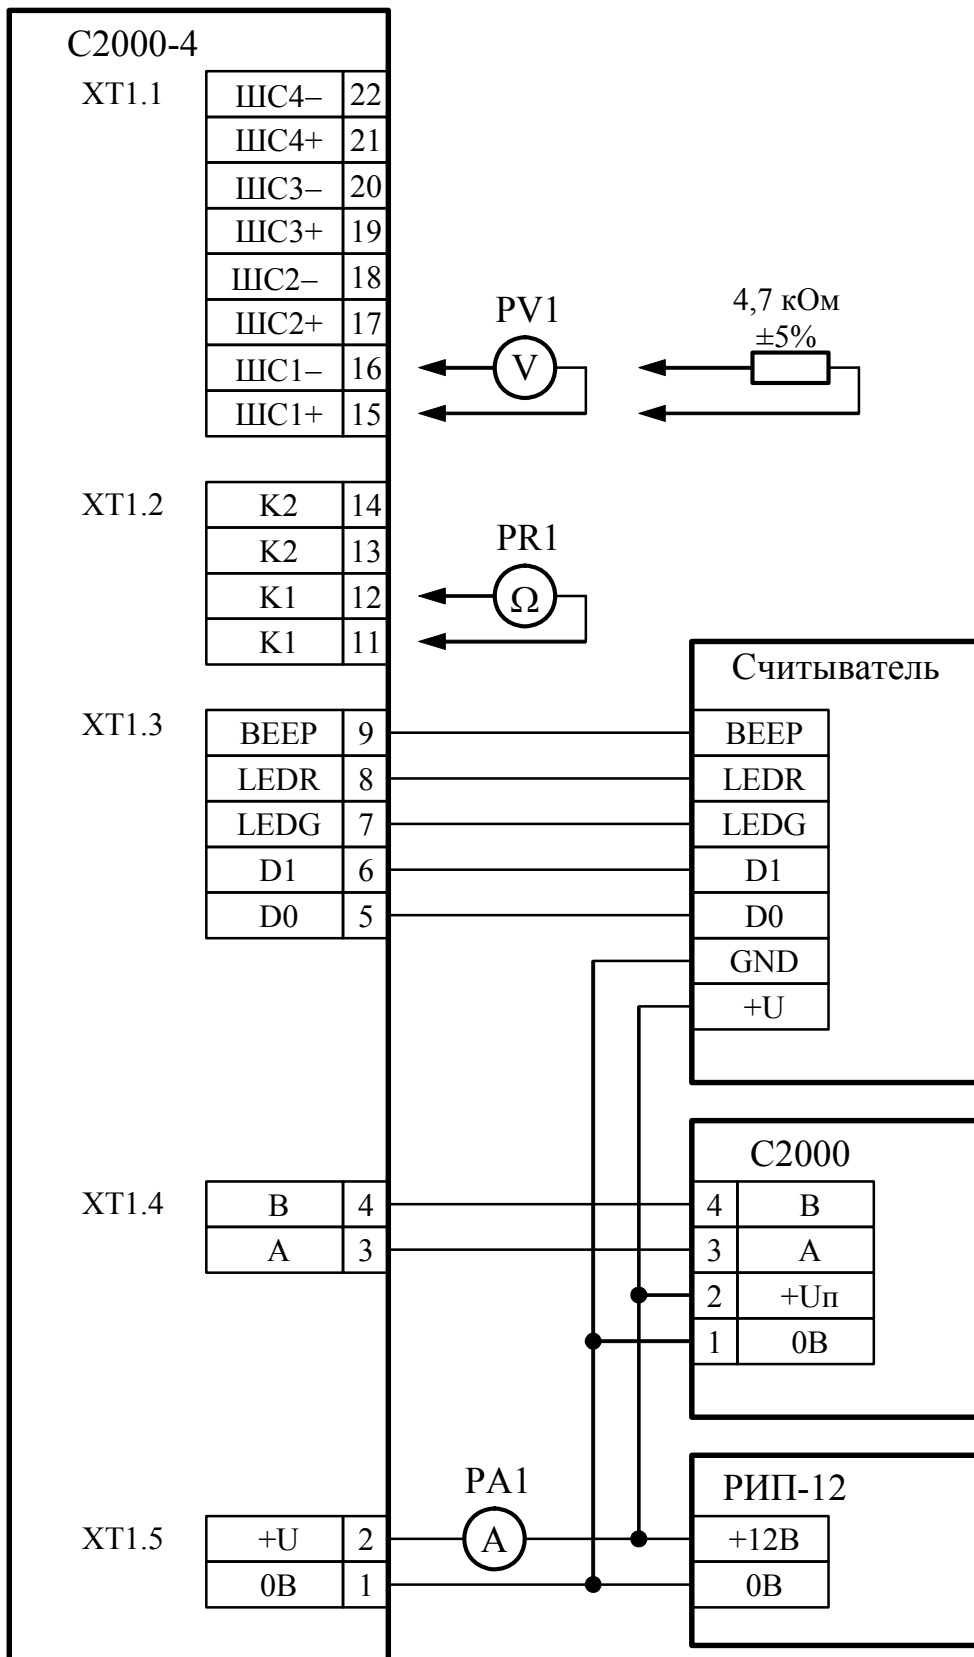 С2000-4
XT1.1
ШС4– 22
ШС4+ 21
ШС3– 20
ШС3+ 19
ШС2– 18
ШС2+ 17
ШС1– 16
ШС1+ 15
PV1
V
4,7 кОм
±5%
XT1.2
K2 14
K2 13
K1 12
K1 11
PR1
Ω
Считыватель
XT1.3
BEEP 9
LEDR 8
LEDG 7
D1 6
D0 5
BEEP
LEDR
LEDG
D1
D0
GND
+U
С2000
XT1.4
B 4
A 3
4 B
3 A
2 +Uп
1 0В
PA1
A
РИП-12
XT1.5
+U 2
0В 1
+12В
0В